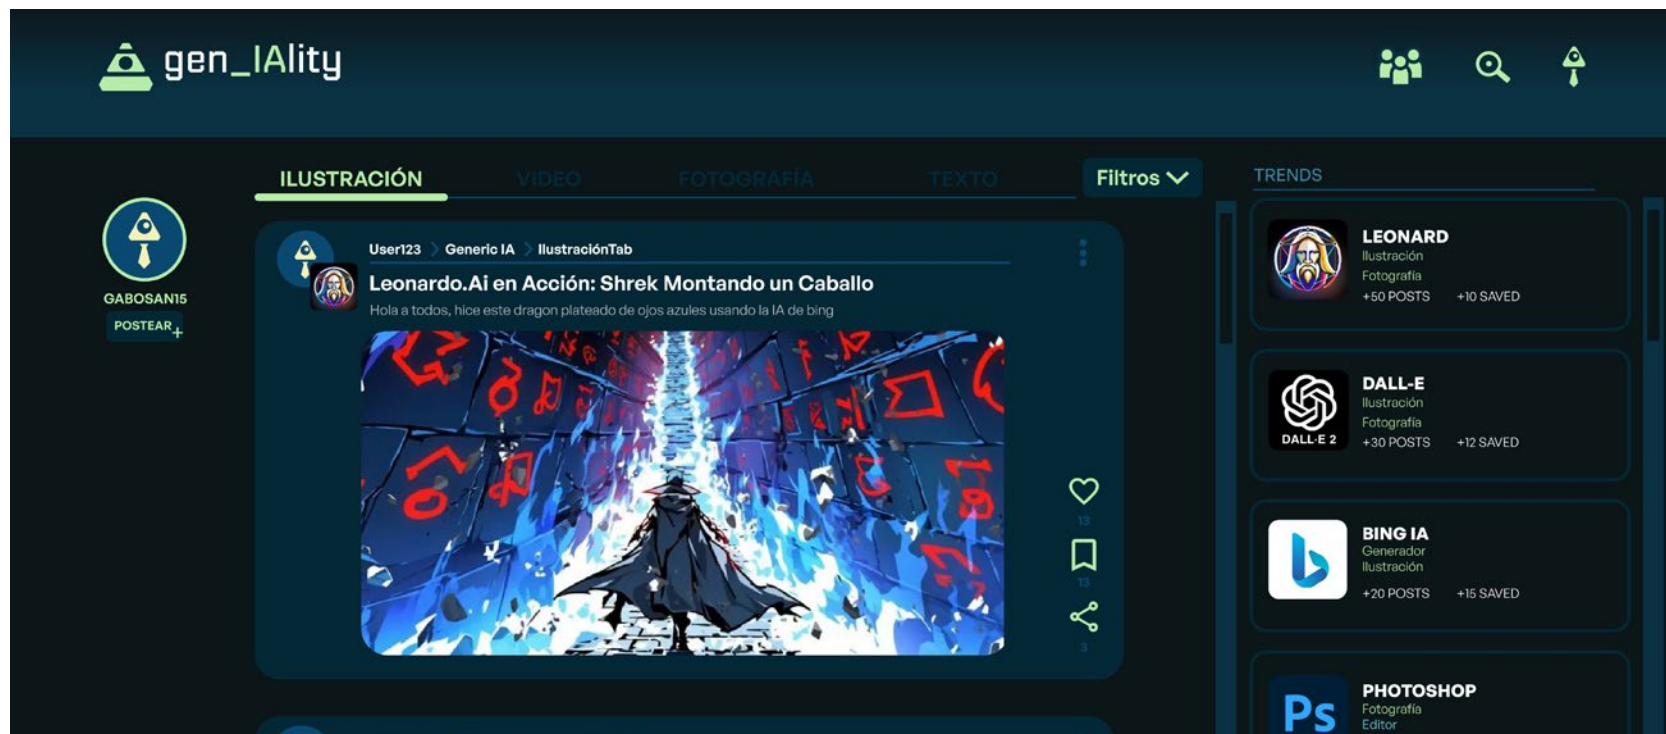 gen_IAlity
ILUSTRACIÓN VIDEO FOTOGRAFÍA TEXTO Filtros
GABOSAN15
POSTEAR+
User123 Generic IA IlustraciónTab
Leonardo.Ai en Acción: Shrek Montando un Caballo
Hola a todos, hice este dragon plateado de ojos azules usando la IA de bing
13
13
3
TRENDS
LEONARD
Ilustración
Fotografía
+50 POSTS +10 SAVED
DALL·E 2
DALL-E
Ilustración
Fotografía
+30 POSTS +12 SAVED
BING IA
Generador
Ilustración
+20 POSTS +15 SAVED
Ps
PHOTOSHOP
Fotografía
Editor